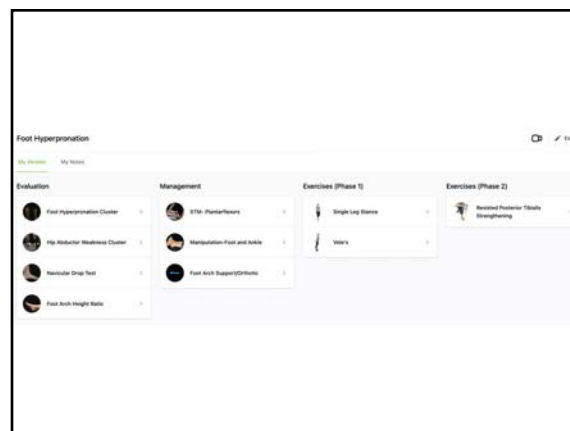 Foot Hyperpronation
My Version My Notes
Evaluation
Foot Hyperpronation Cluster
Hip Abductor Weakness Cluster
Navicular Drop Test
Foot Arch Height Ratio
Management
STM- Plantarflexors
Manipulation-Foot and Ankle
Foot Arch Support/Orthotic
Exercises (Phase 1)
Single Leg Stance
Vele's
Exercises (Phase 2)
Resisted Posterior Tibialis
Strengthening